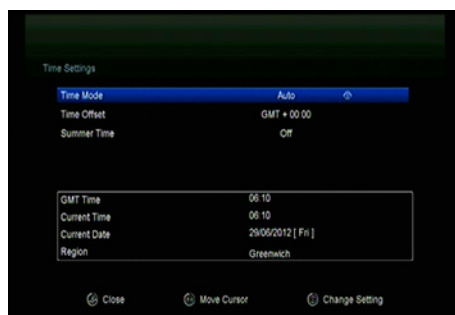 Time Settings
Time Mode Auto
Time Offset GMT + 00:00
Summer Time Off
GMT Time 06:10
Current Time 06:10
Current Date 29/06/2012 [ Fri ]
Region Greenwich
Close Move Cursor Change Setting